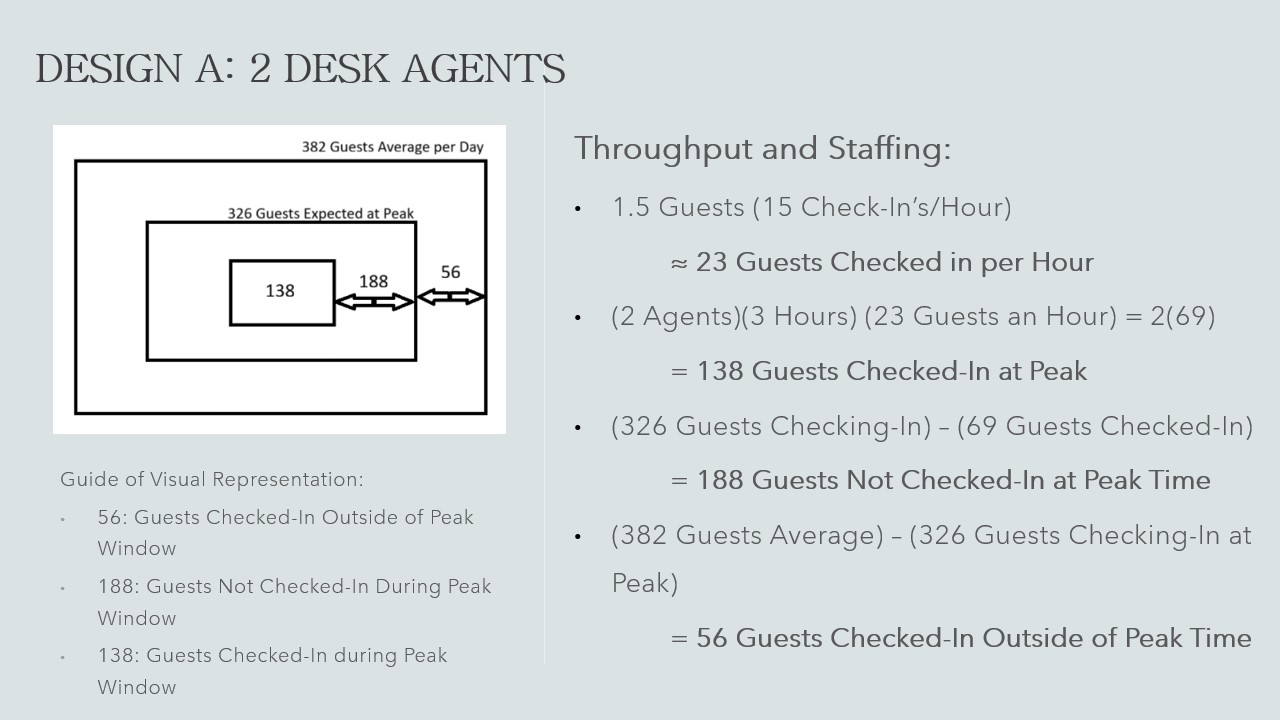 DESIGN A: 2 DESK AGENTS
382 Guests Average per Day
326 Guests Expected at Peak
138
188
56
Guide of Visual Representation:
• 56: Guests Checked-In Outside of Peak
Window
• 188: Guests Not Checked-In During Peak
Window
• 138: Guests Checked-In during Peak
Window
Throughput and Staffing:
• 1.5 Guests (15 Check-In’s/Hour)
≈ 23 Guests Checked in per Hour
• (2 Agents)(3 Hours) (23 Guests an Hour) = 2(69)
= 138 Guests Checked-In at Peak
• (326 Guests Checking-In) – (69 Guests Checked-In)
= 188 Guests Not Checked-In at Peak Time
• (382 Guests Average) – (326 Guests Checking-In at
Peak)
= 56 Guests Checked-In Outside of Peak Time